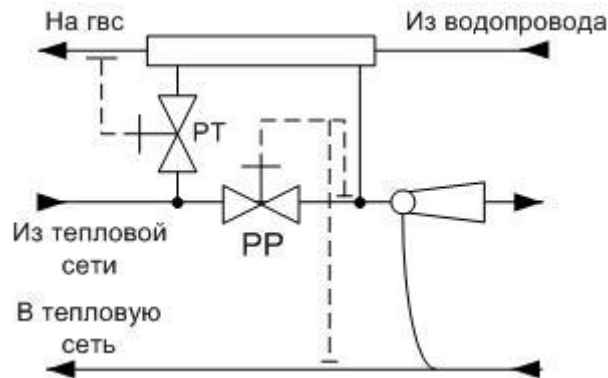 На гвс
Из водопровода
РТ
РР
Из тепловой
сети
В тепловую
сеть